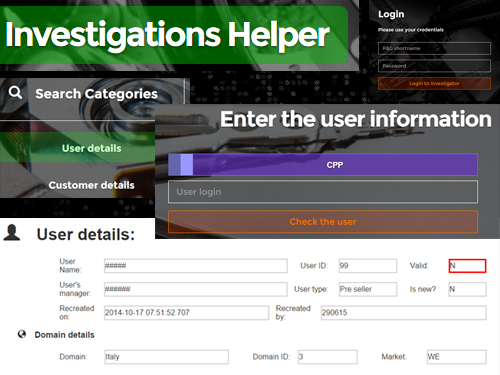 Investigations Helper
Login
Please use your credentials
P&G shortname
Password
Login to Investigator
Search Categories
User details
Customer details
Enter the user information
CPP
User login
Check the user
User details:
User Name: ##### User ID: 99 Valid: N
User's manager: ###### User type: Pre seller Is new? N
Recreated on: 2014-10-17 07:51:52.707 Recreated by: 290615
Domain details
Domain: Italy Domain ID: 3 Market: WE